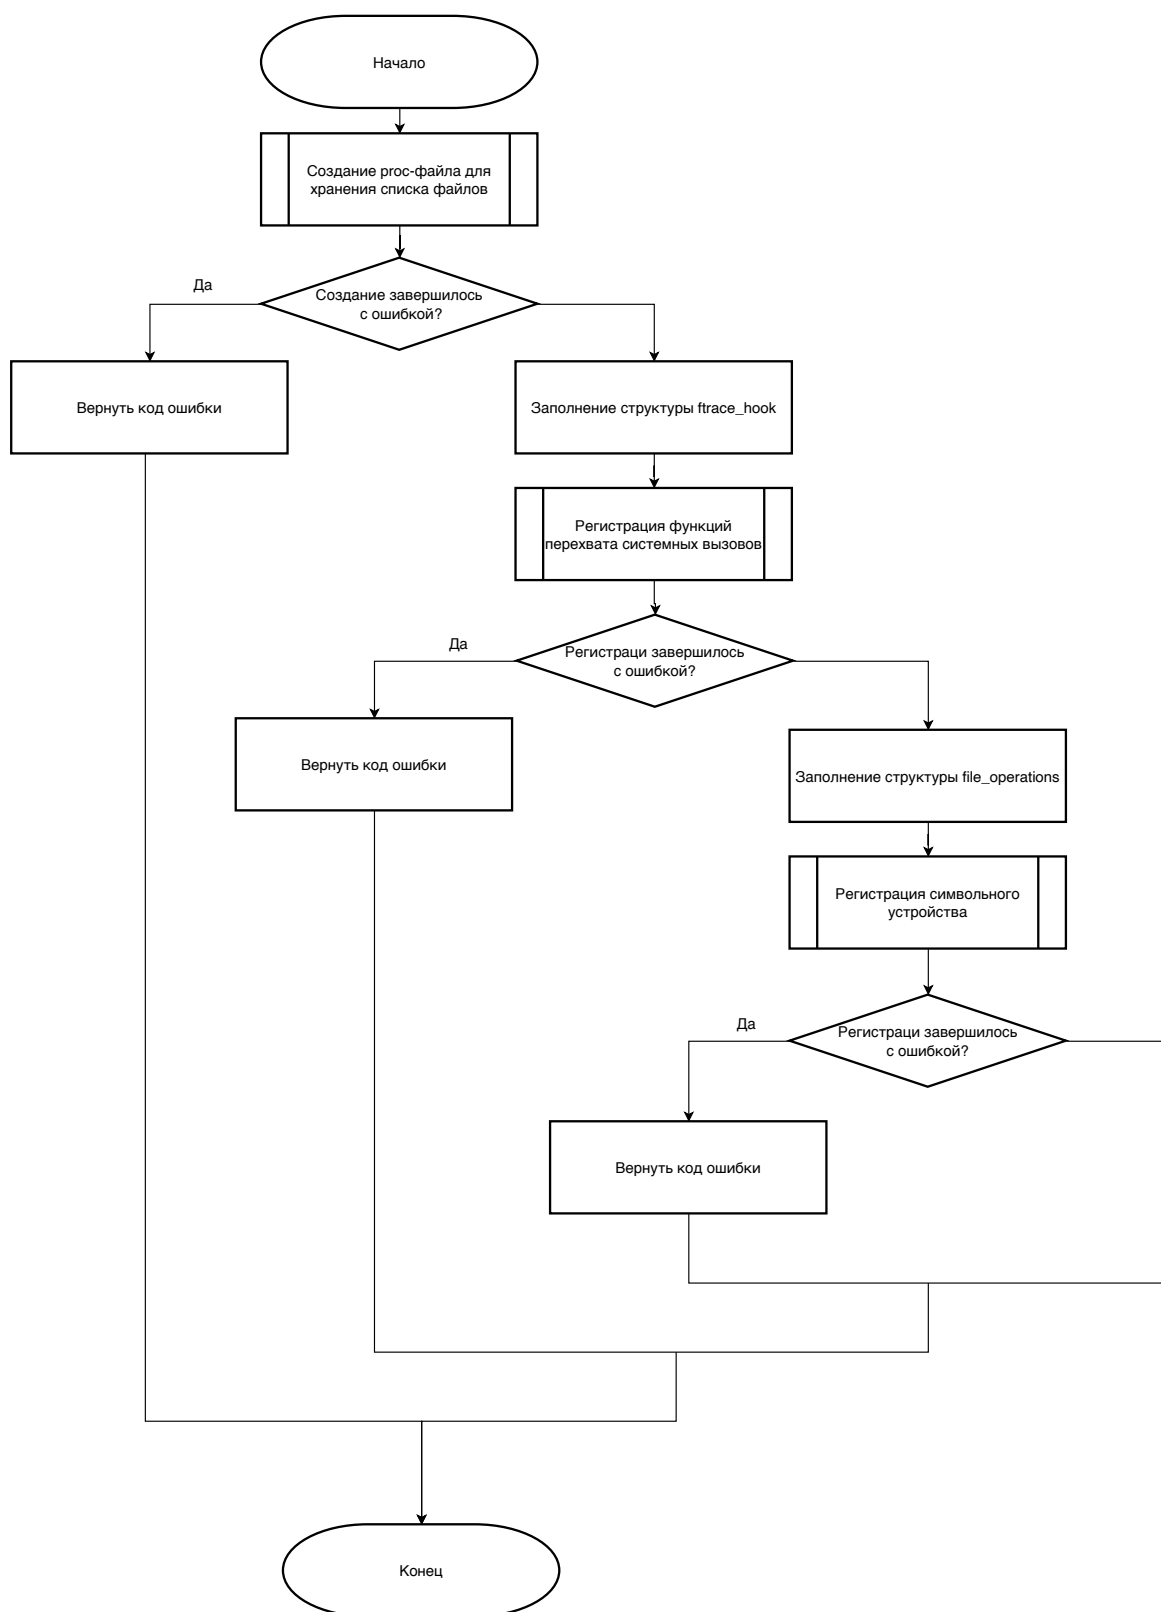 Начало
Создание proc-файла для
хранения списка файлов
Да
Создание завершилось
с ошибкой?
Вернуть код ошибки
Заполнение структуры ftrace_hook
Регистрация функций
перехвата системных вызовов
Да
Регистраци завершилось
с ошибкой?
Вернуть код ошибки
Заполнение структуры file_operations
Регистрация символьного
устройства
Да
Регистраци завершилось
с ошибкой?
Вернуть код ошибки
Конец